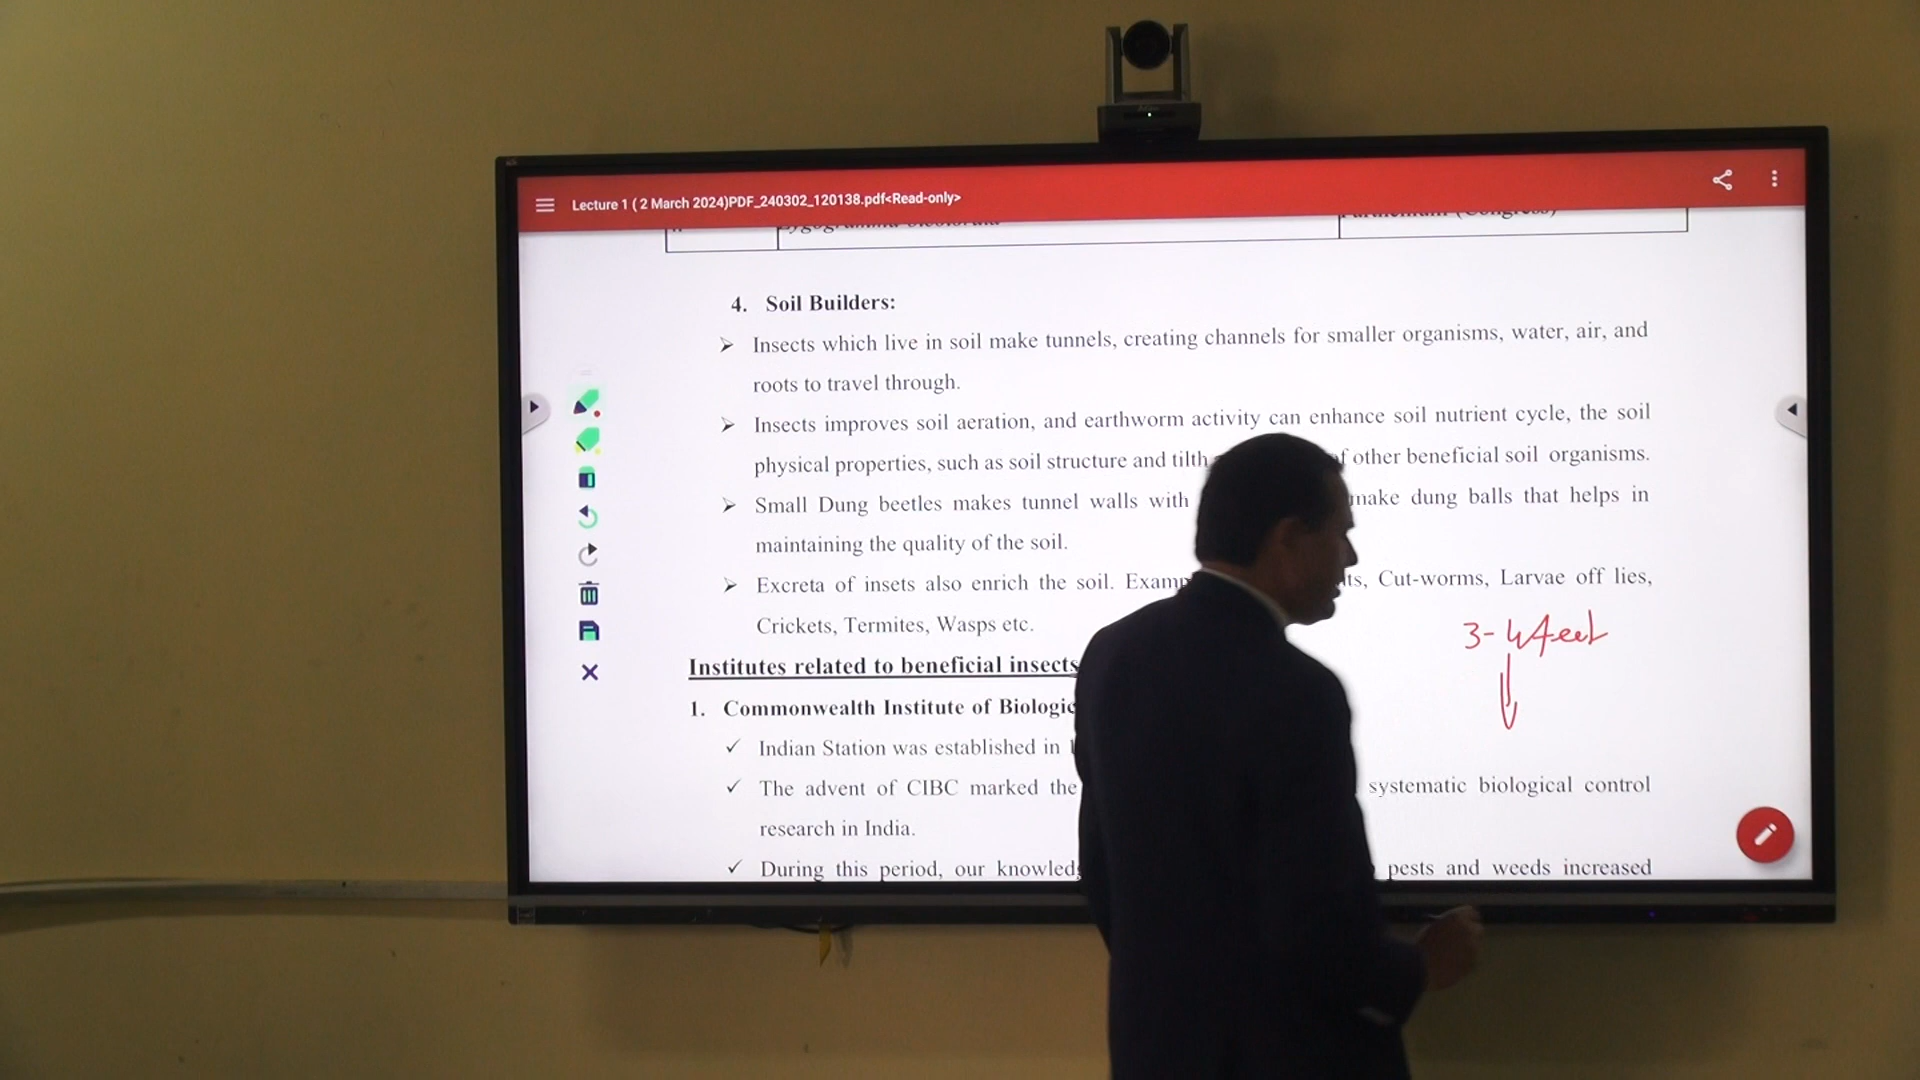 Lecture 1 ( 2 March 2024)PDF_240302_120138.pdf<Read-only>
4. Soil Builders:
➢ Insects which live in soil make tunnels, creating channels for smaller organisms, water, air, and
roots to travel through.
➢ Insects improves soil aeration, and earthworm activity can enhance soil nutrient cycle, the soil
physical properties, such as soil structure and tilth other beneficial soil organisms.
➢ Small Dung beetles makes tunnel walls with make dung balls that helps in
maintaining the quality of the soil.
➢ Excreta of insets also enrich the soil. Cut-worms, Larvae off lies,
Crickets, Termites, Wasps etc.
3-4 feet
Institutes related to beneficial insects
1. Commonwealth Institute of
✓ Indian Station was established in
✓ The advent of CIBC marked the systematic biological control
research in India.
✓ During this period, our pests and weeds increased